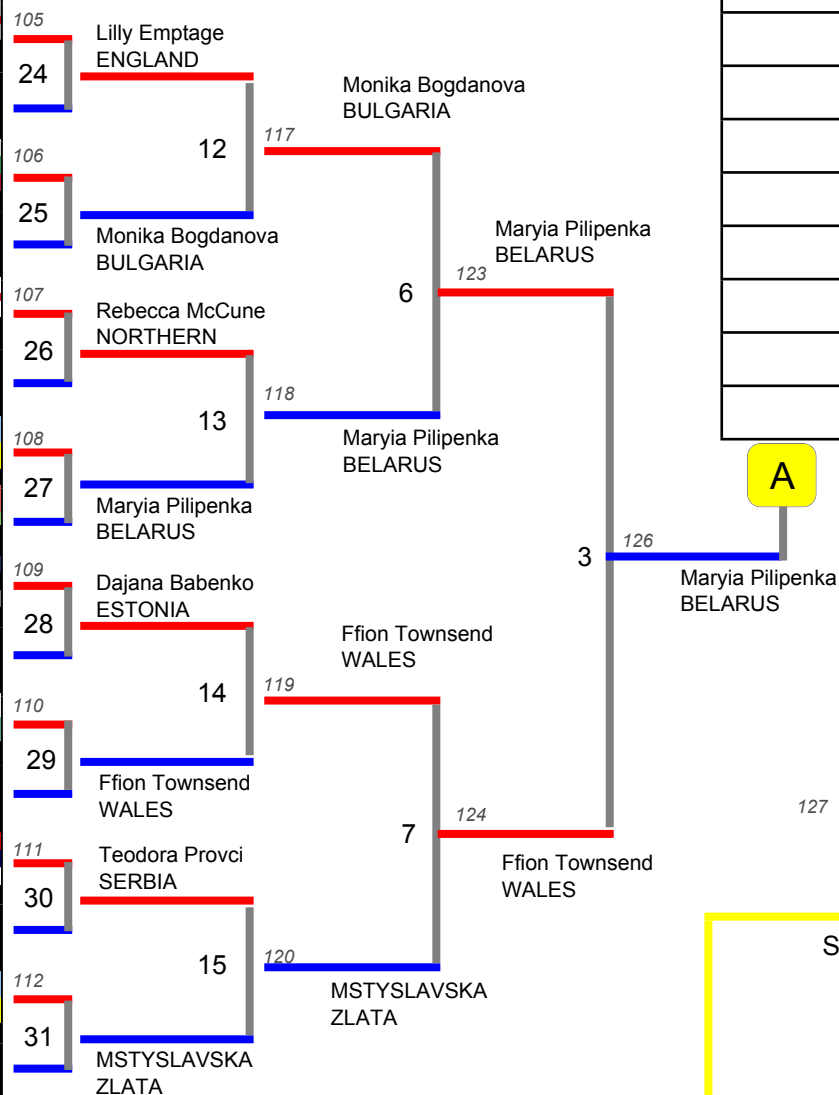 105
Lilly Emptage
ENGLAND
24
Monika Bogdanova
BULGARIA
117
12
106
25
Monika Bogdanova
BULGARIA
Maryia Pilipenka
BELARUS
123
6
107
Rebecca McCune
NORTHERN
26
118
13
Maryia Pilipenka
BELARUS
108
27
Maryia Pilipenka
BELARUS
A
126
3
Maryia Pilipenka
BELARUS
109
Dajana Babenko
ESTONIA
28
Ffion Townsend
WALES
119
14
110
29
Ffion Townsend
WALES
127
124
7
111
Teodora Provci
SERBIA
30
Ffion Townsend
WALES
120
15
S
112
MSTYSLAVSKA
ZLATA
31
MSTYSLAVSKA
ZLATA